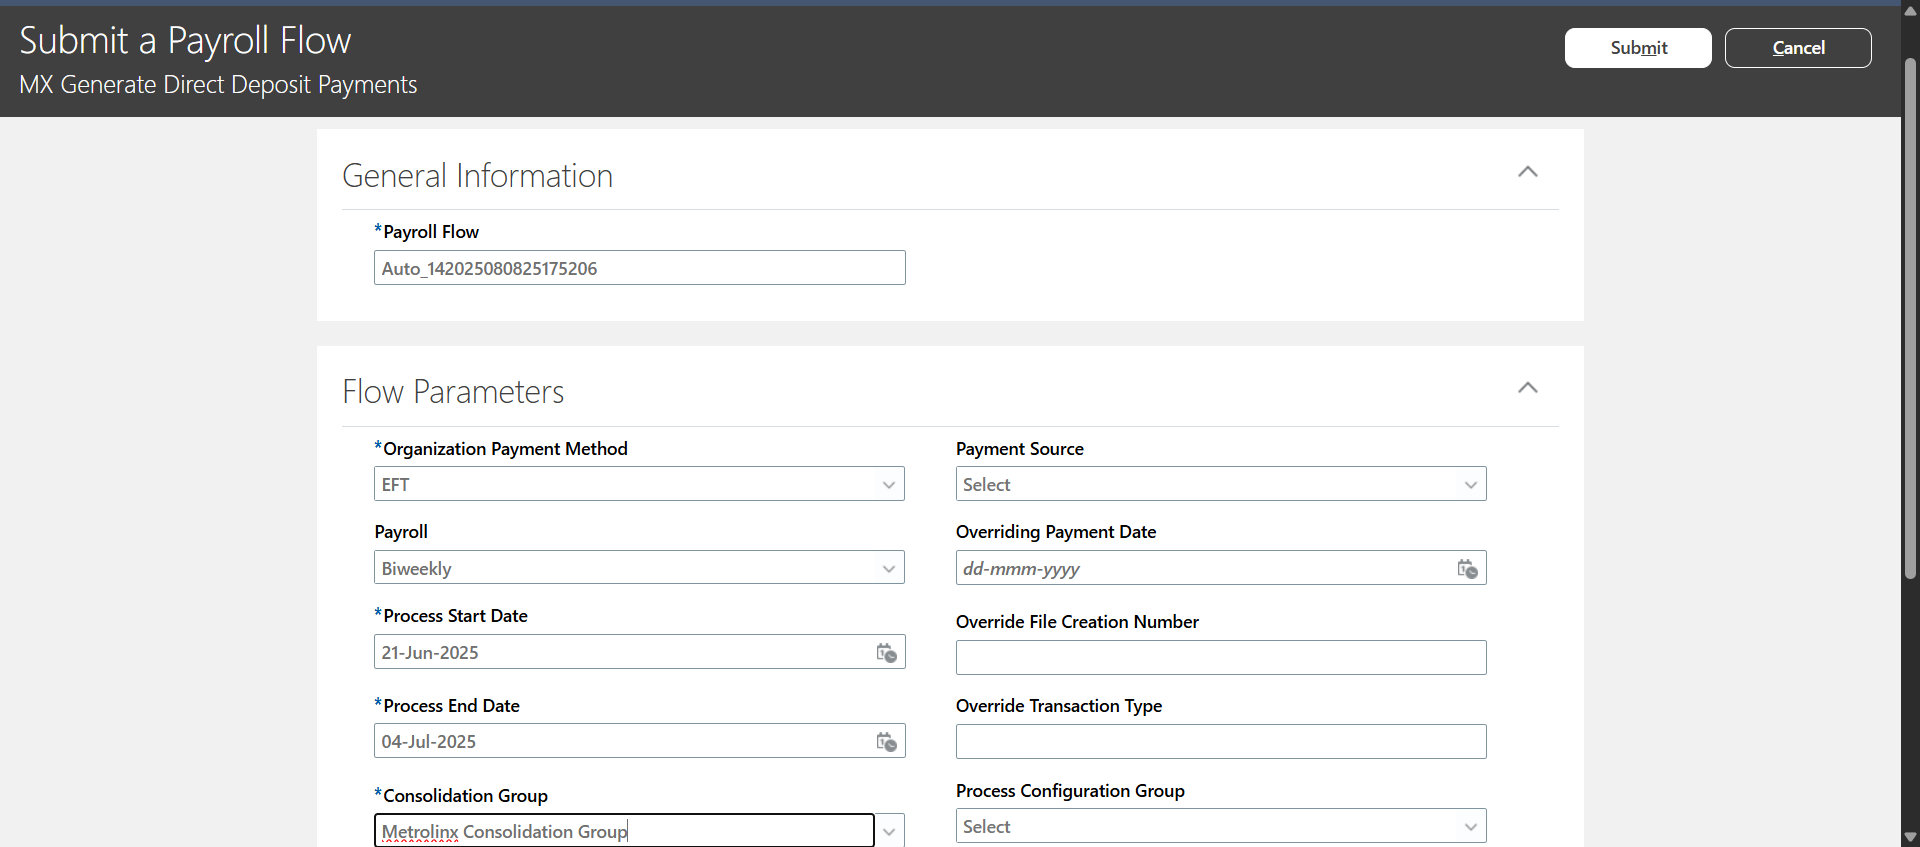 Submit a Payroll Flow
MX Generate Direct Deposit Payments
Submit
Cancel
General Information
*Payroll Flow
Auto_142025080825175206
Flow Parameters
*Organization Payment Method
EFT
Payment Source
Select
Payroll
Biweekly
Overriding Payment Date
dd-mmm-yyyy
*Process Start Date
21-Jun-2025
Override File Creation Number
*Process End Date
04-Jul-2025
Override Transaction Type
*Consolidation Group
Metrolinx Consolidation Group
Process Configuration Group
Select